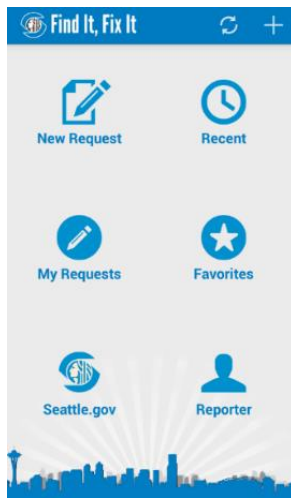 Find It, Fix It
New Request Recent
My Requests Favorites
Seattle.gov Reporter